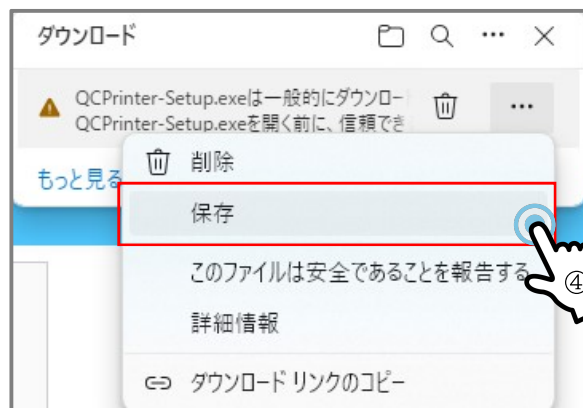 ダウンロード
QCPrinter-Setup.exeは一般的にダウンロー
QCPrinter-Setup.exeを開く前に、信頼でき
もっと見る
削除
保存
このファイルは安全であることを報告する
④
詳細情報
ダウンロード リンクのコピー